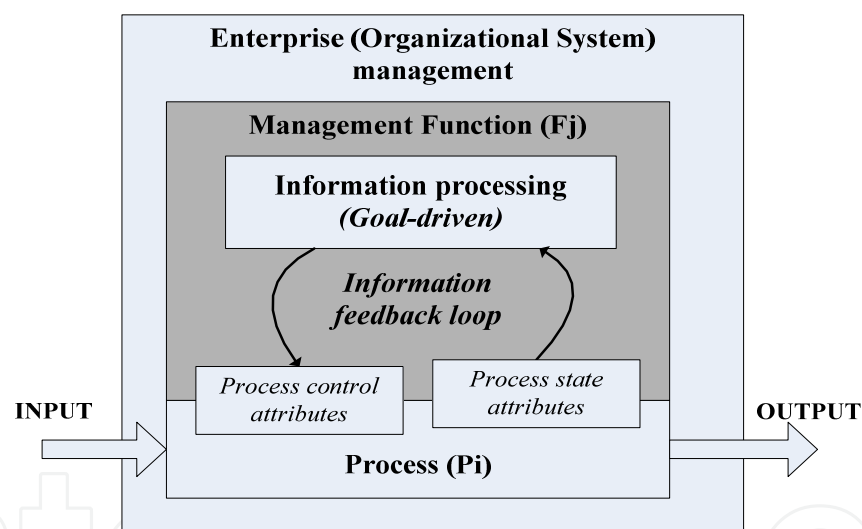 Enterprise (Organizational System)
management
Management Function (Fj)
Information processing
(Goal-driven)
Information
feedback loop
Process control
attributes
Process state
attributes
INPUT
OUTPUT
Process (Pi)